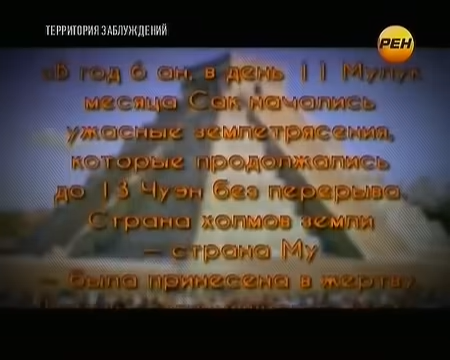 ТЕРРИТОРИЯ ЗАБЛУЖДЕНИЙ
РЕН
«В год 6 ан, в день 11 Мулук
месяца Сак начались
ужасные землетрясения,
которые продолжались
до 13 Чуэн без перерыва.
Страна холмов земли
– страна Му
– была принесена в жертву.